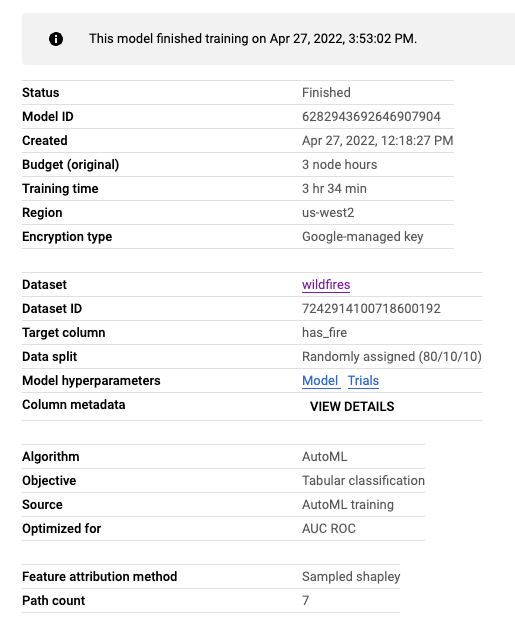 This model finished training on Apr 27, 2022, 3:53:02 PM.
Status Finished
Model ID 6282943692646907904
Created Apr 27, 2022, 12:18:27 PM
Budget (original) 3 node hours
Training time 3 hr 34 min
Region us-west2
Encryption type Google-managed key
Dataset wildfires
Dataset ID 7242914100718600192
Target column has_fire
Data split Randomly assigned (80/10/10)
Model hyperparameters Model Trials
Column metadata VIEW DETAILS
Algorithm AutoML
Objective Tabular classification
Source AutoML training
Optimized for AUC ROC
Feature attribution method Sampled shapley
Path count 7